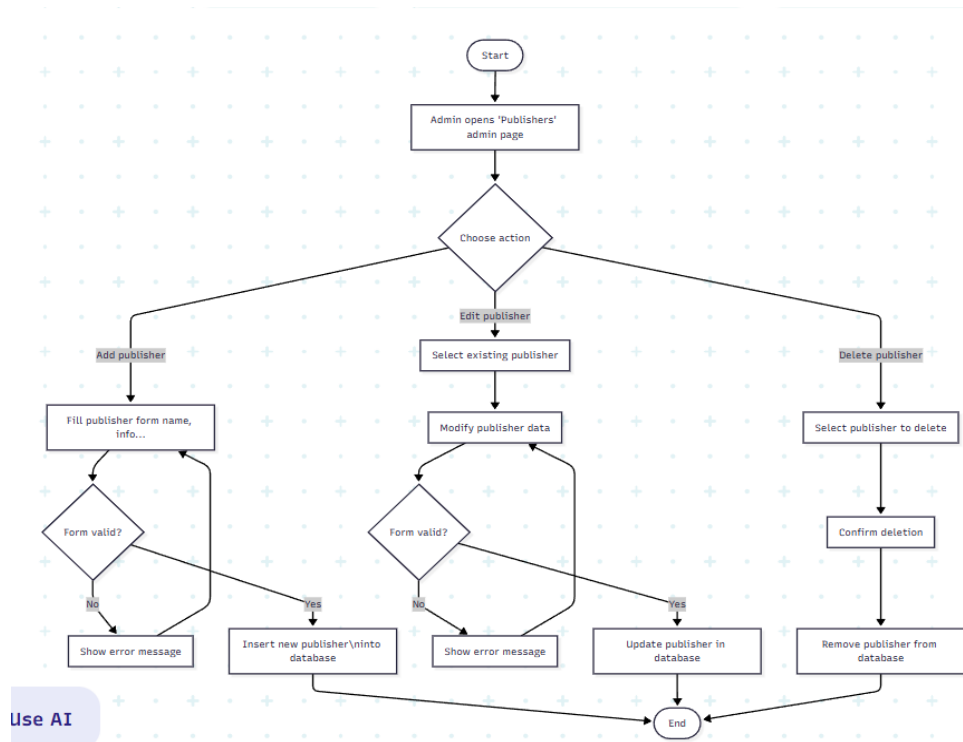 Start
Admin opens 'Publishers'
admin page
Choose action
Edit publisher
Add publisher
Select existing publisher
Delete publisher
Fill publisher form name,
info...
Modify publisher data
Select publisher to delete
Form valid?
Form valid?
Confirm deletion
No
Yes
No
Yes
Show error message
Insert new publisher\ninto
database
Show error message
Update publisher in
database
Remove publisher from
database
Use AI
End